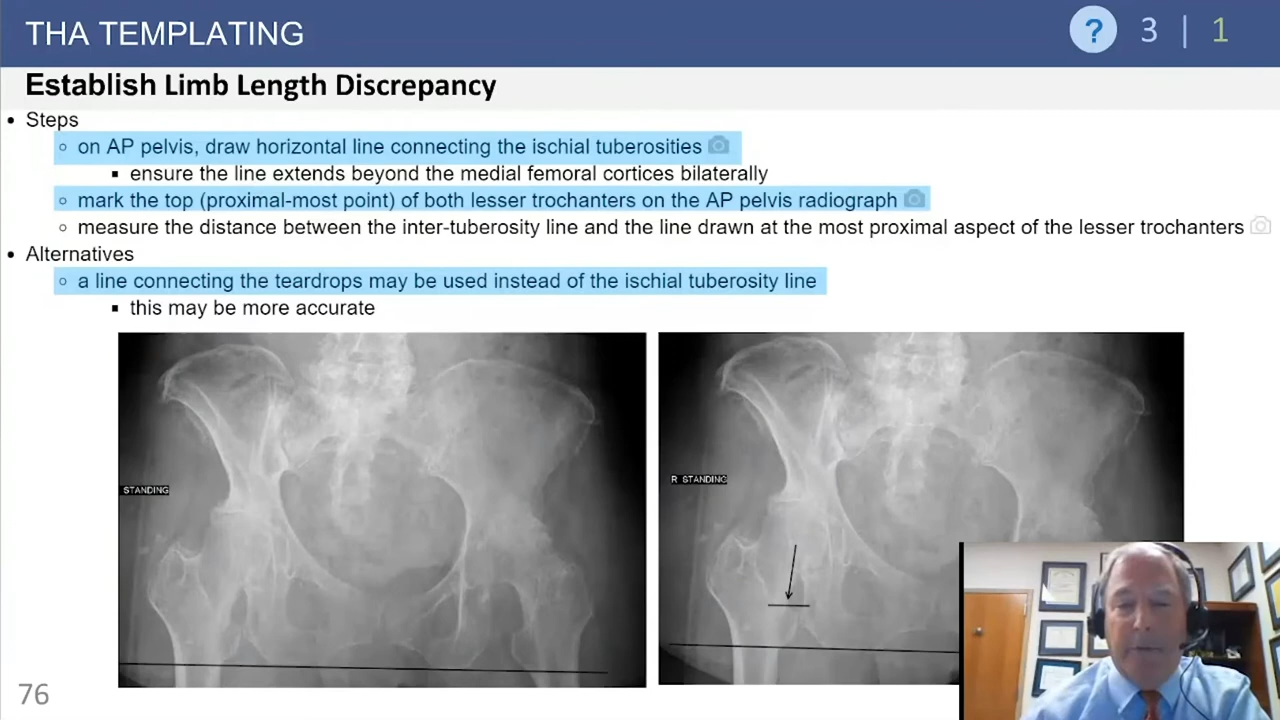 THA TEMPLATING
? 3 | 1
Establish Limb Length Discrepancy
• Steps
◦ on AP pelvis, draw horizontal line connecting the ischial tuberosities
▪ ensure the line extends beyond the medial femoral cortices bilaterally
◦ mark the top (proximal-most point) of both lesser trochanters on the AP pelvis radiograph
◦ measure the distance between the inter-tuberosity line and the line drawn at the most proximal aspect of the lesser trochanters
• Alternatives
◦ a line connecting the teardrops may be used instead of the ischial tuberosity line
▪ this may be more accurate
STANDING
R STANDING
76